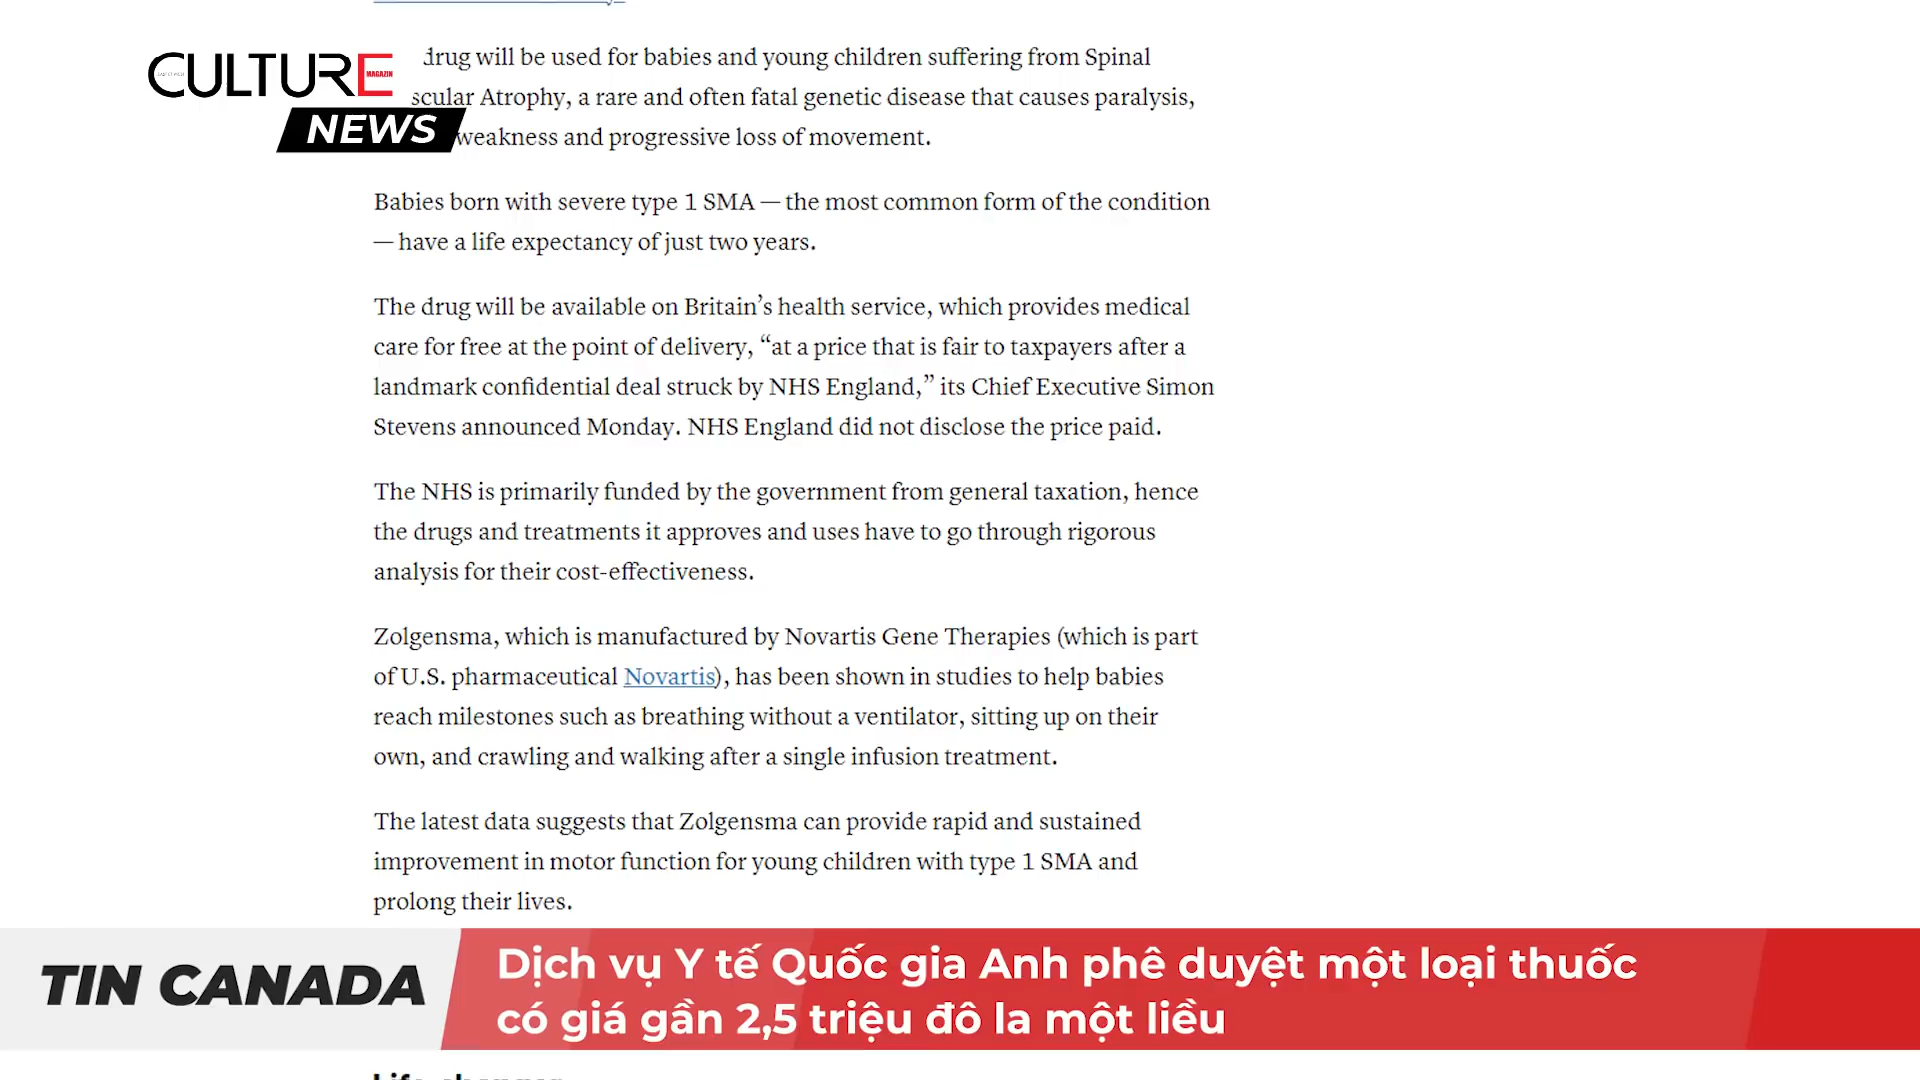 CULTURE
MAGAZIN
NEWS
drug will be used for babies and young children suffering from Spinal
scular Atrophy, a rare and often fatal genetic disease that causes paralysis,
weakness and progressive loss of movement.
Babies born with severe type 1 SMA — the most common form of the condition
— have a life expectancy of just two years.
The drug will be available on Britain’s health service, which provides medical
care for free at the point of delivery, “at a price that is fair to taxpayers after a
landmark confidential deal struck by NHS England,” its Chief Executive Simon
Stevens announced Monday. NHS England did not disclose the price paid.
The NHS is primarily funded by the government from general taxation, hence
the drugs and treatments it approves and uses have to go through rigorous
analysis for their cost-effectiveness.
Zolgensma, which is manufactured by Novartis Gene Therapies (which is part
of U.S. pharmaceutical Novartis), has been shown in studies to help babies
reach milestones such as breathing without a ventilator, sitting up on their
own, and crawling and walking after a single infusion treatment.
The latest data suggests that Zolgensma can provide rapid and sustained
improvement in motor function for young children with type 1 SMA and
prolong their lives.
TIN CANADA
Dịch vụ Y tế Quốc gia Anh phê duyệt một loại thuốc
có giá gần 2,5 triệu đô la một liều